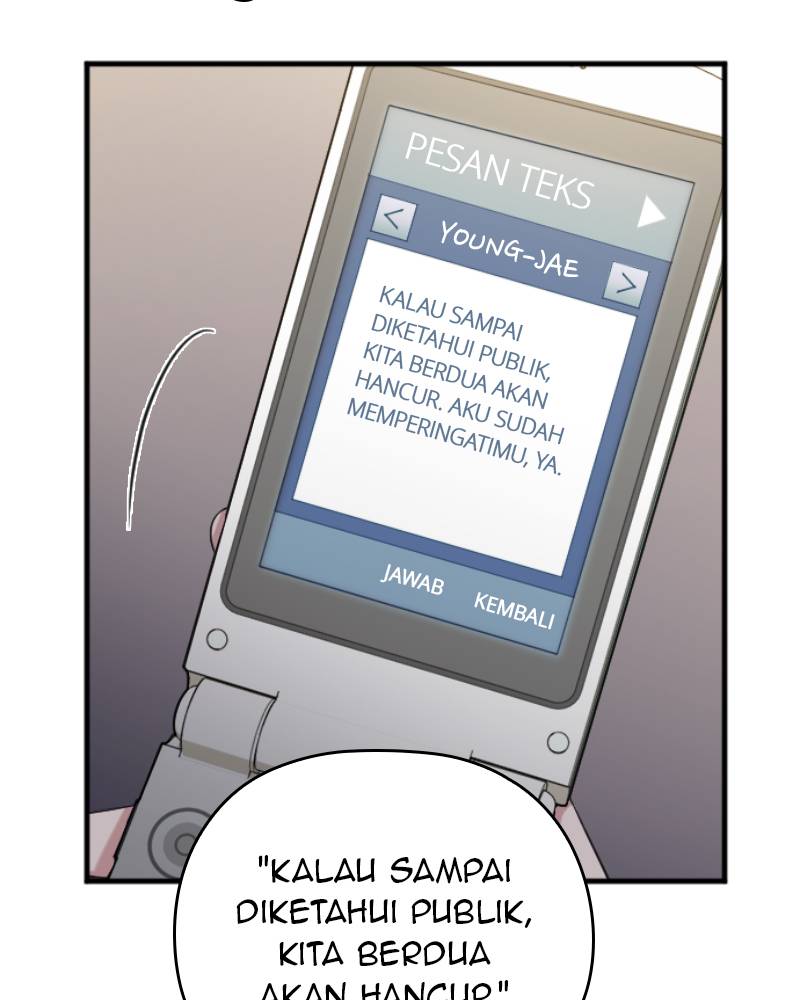 PESAN TEKS
< YOUNG-JAE >
KALAU SAMPAI
DIKETAHUI PUBLIK,
KITA BERDUA AKAN
HANCUR. AKU SUDAH
MEMPERINGATIMU, YA.
JAWAB KEMBALI
"KALAU SAMPAI
DIKETAHUI PUBLIK,
KITA BERDUA
AKAN HANCUR."